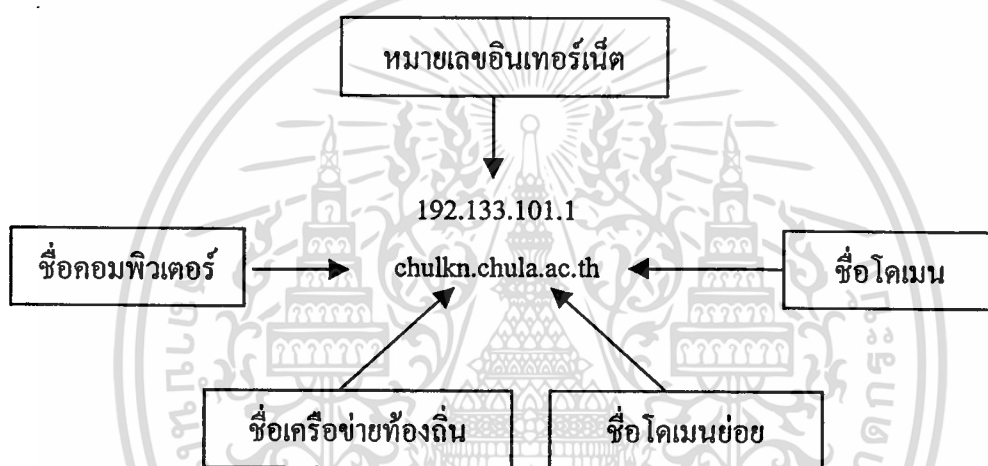 หมายเลขอินเทอร์เน็ต
192.133.101.1
ชื่อคอมพิวเตอร์
chulkn.chula.ac.th
ชื่อโดเมน
ชื่อเครือข่ายท้องถิ่น
ชื่อโดเมนย่อย